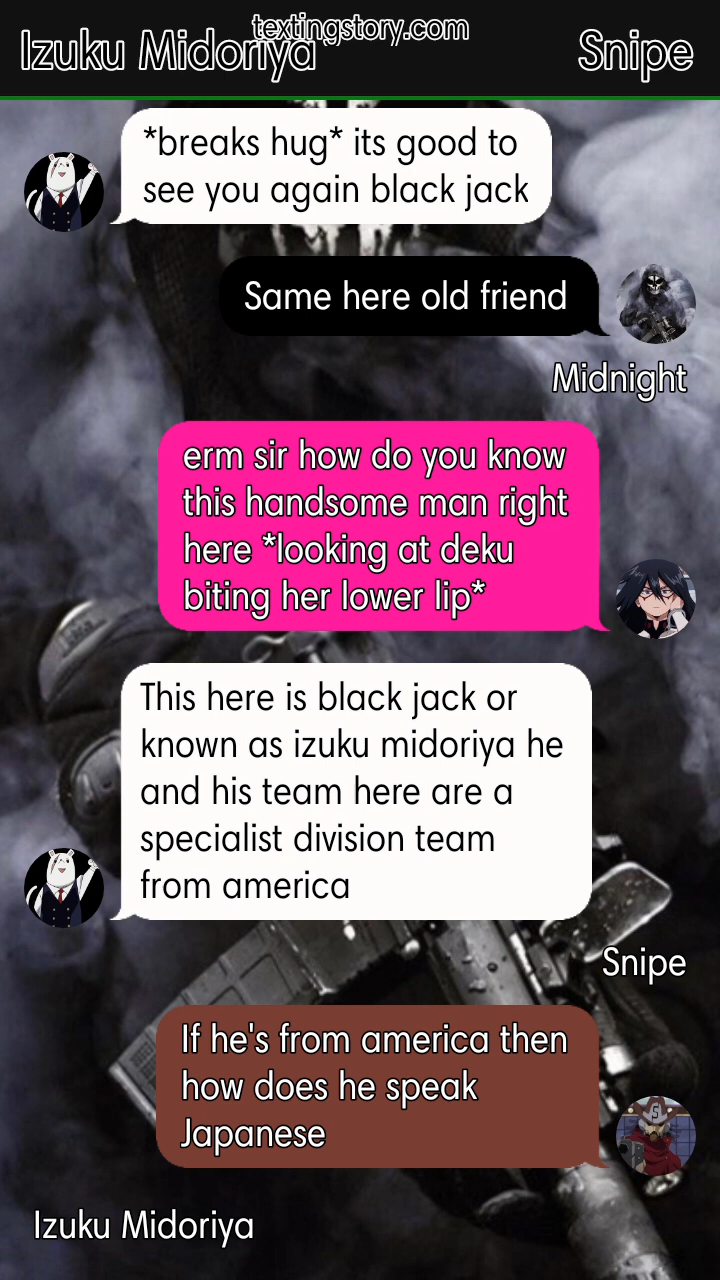 textingstory.com
Izuku Midoriya
Snipe
*breaks hug* its good to
see you again black jack
Same here old friend
Midnight
erm sir how do you know
this handsome man right
here *looking at deku
biting her lower lip*
This here is black jack or
known as izuku midoriya he
and his team here are a
specialist division team
from america
Snipe
If he's from america then
how does he speak
Japanese
Izuku Midoriya